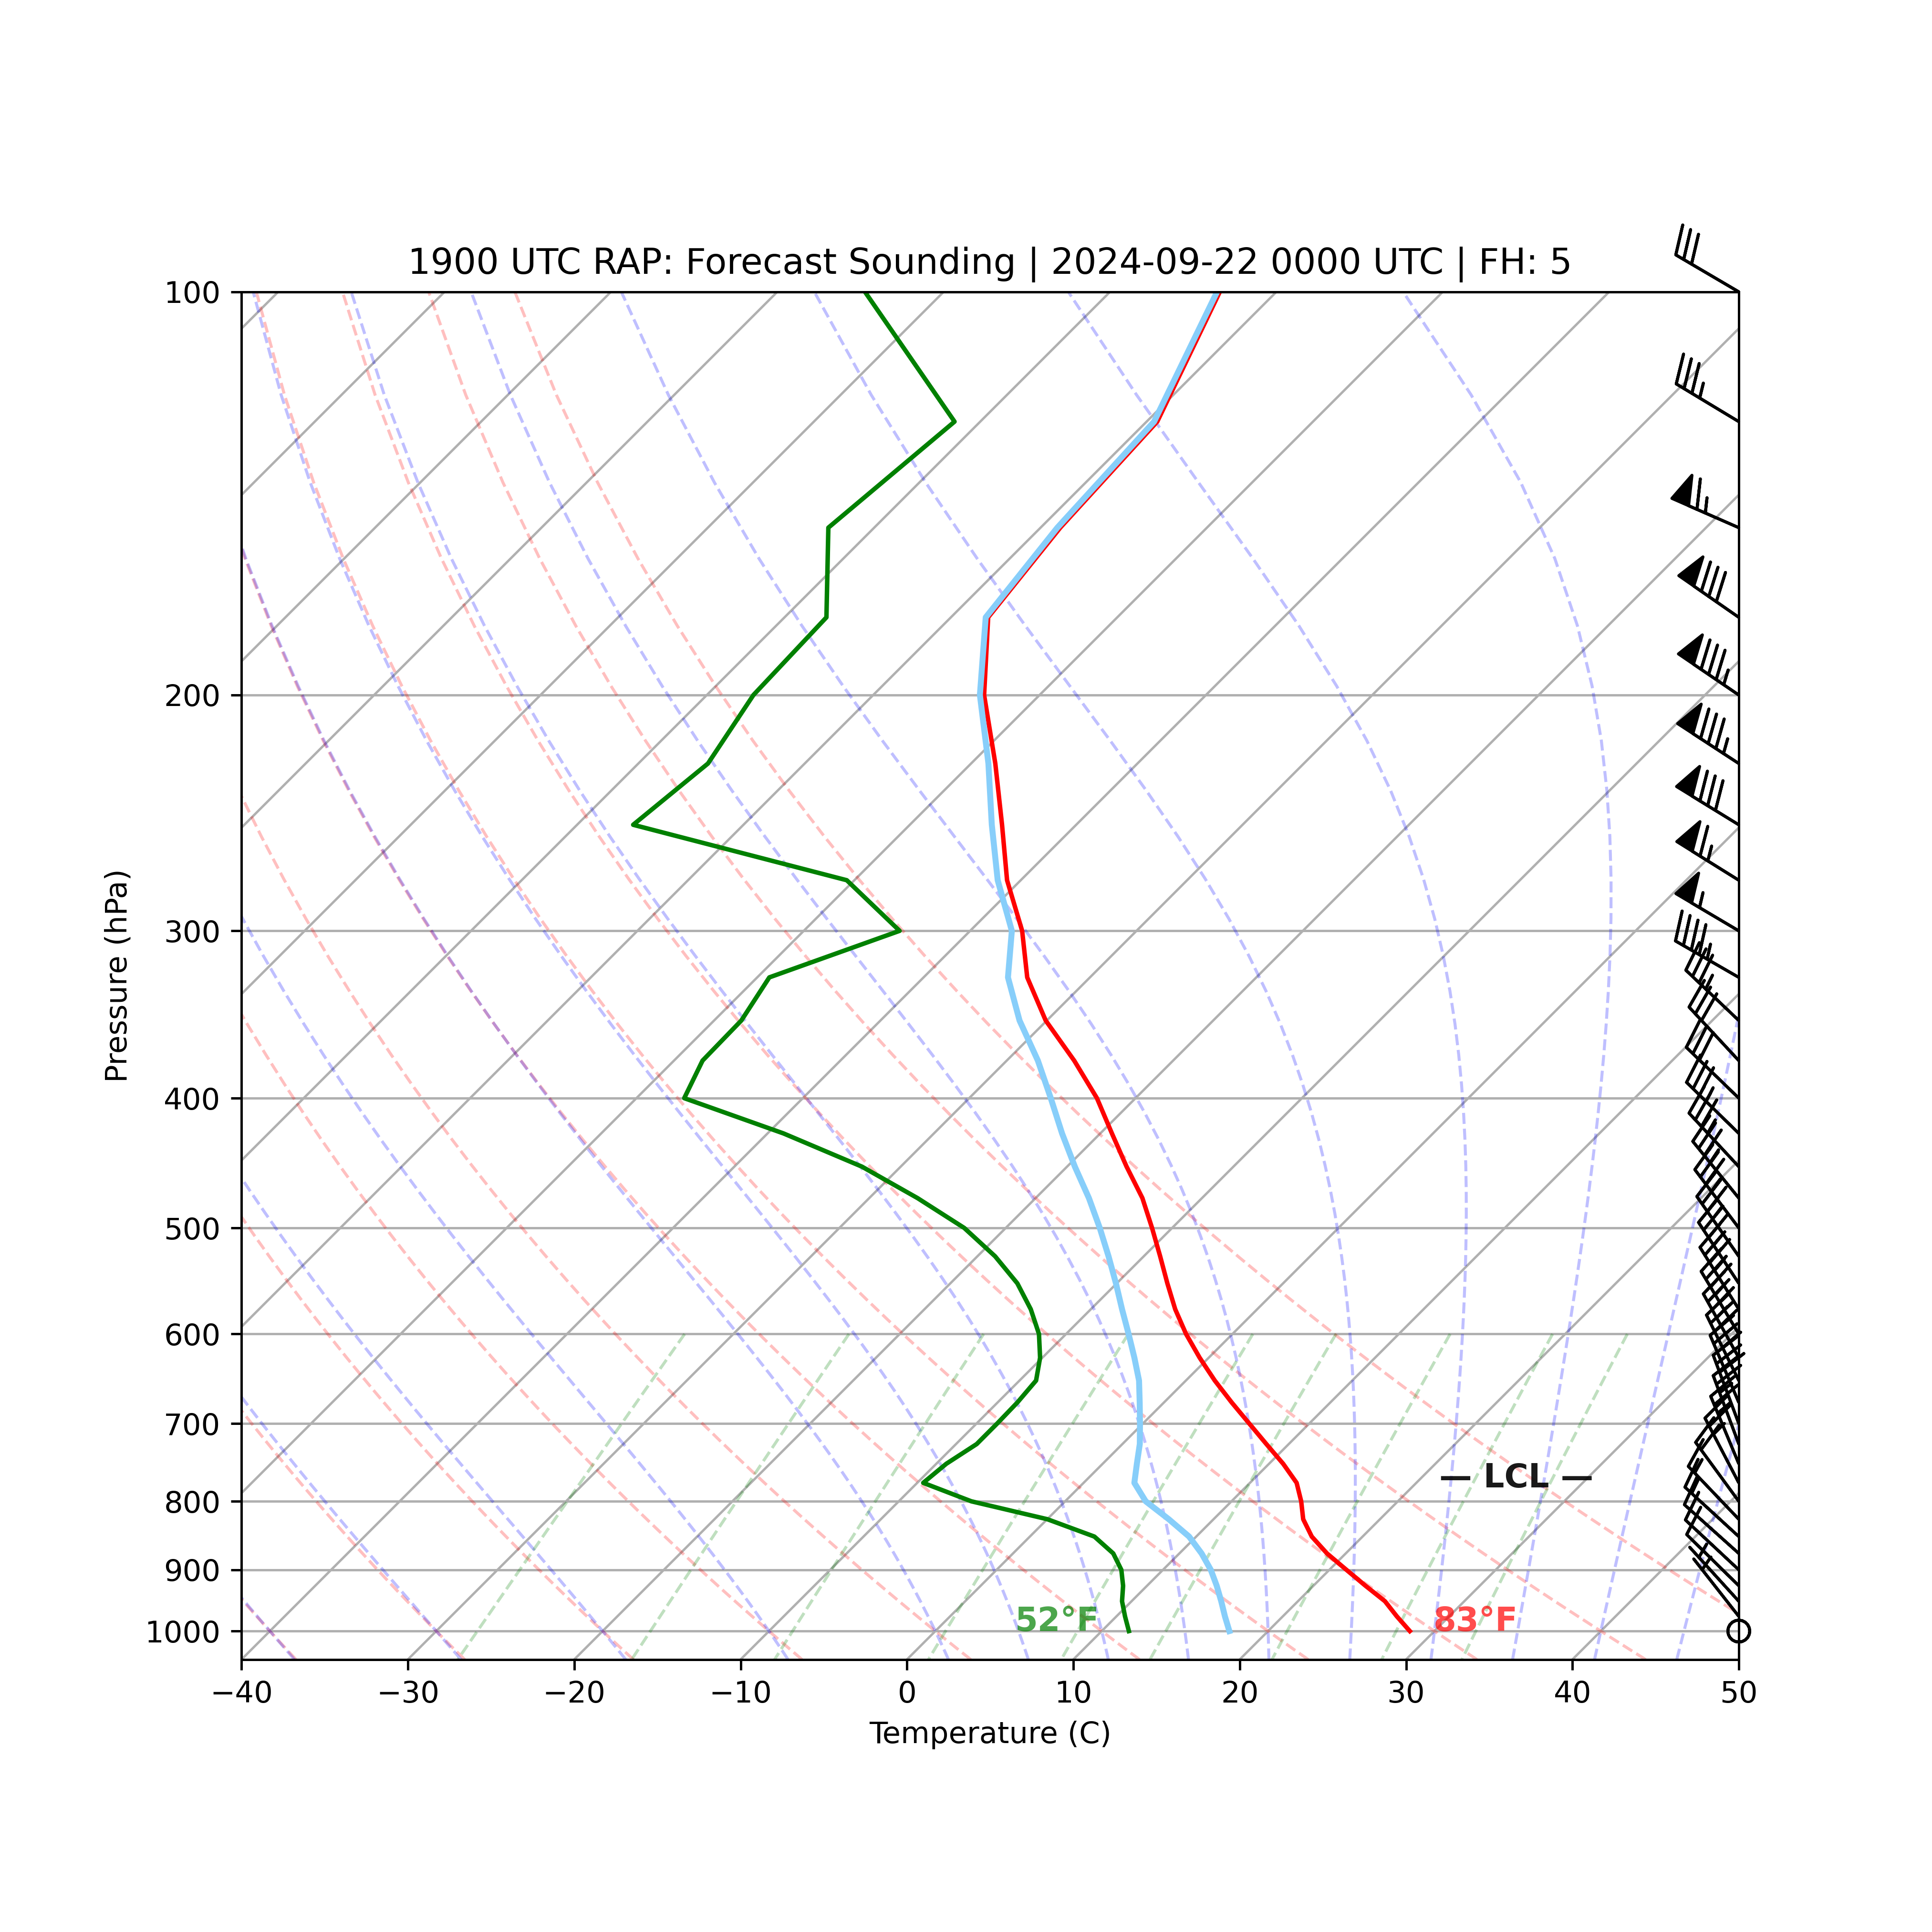 1900 UTC RAP: Forecast Sounding | 2024-09-22 0000 UTC | FH: 5
100
200
300
400
500
600
700
800
900
1000
Pressure (hPa)
— LCL —
52°F
83°F
−40 −30 −20 −10 0 10 20 30 40 50
Temperature (C)